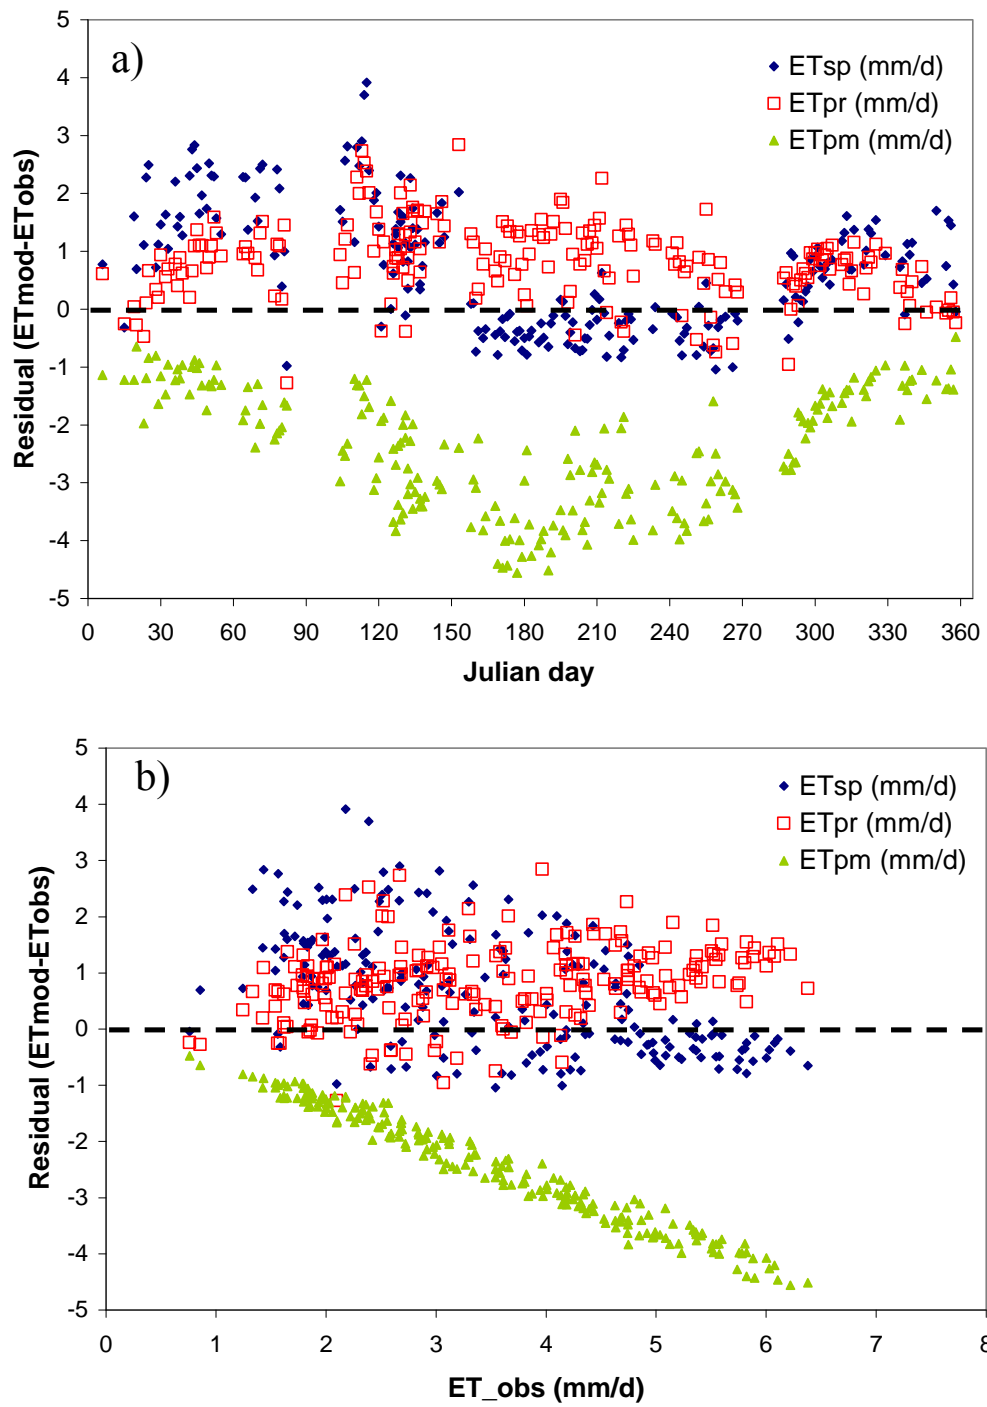 a)
ETsp (mm/d)
ETpr (mm/d)
ETpm (mm/d)
Residual (ETmod-ETobs)
5
4
3
2
1
0
-1
-2
-3
-4
-5
0 30 60 90 120 150 180 210 240 270 300 330 360
Julian day
b)
ETsp (mm/d)
ETpr (mm/d)
ETpm (mm/d)
Residual (ETmod-ETobs)
5
4
3
2
1
0
-1
-2
-3
-4
-5
0 1 2 3 4 5 6 7 8
ET_obs (mm/d)